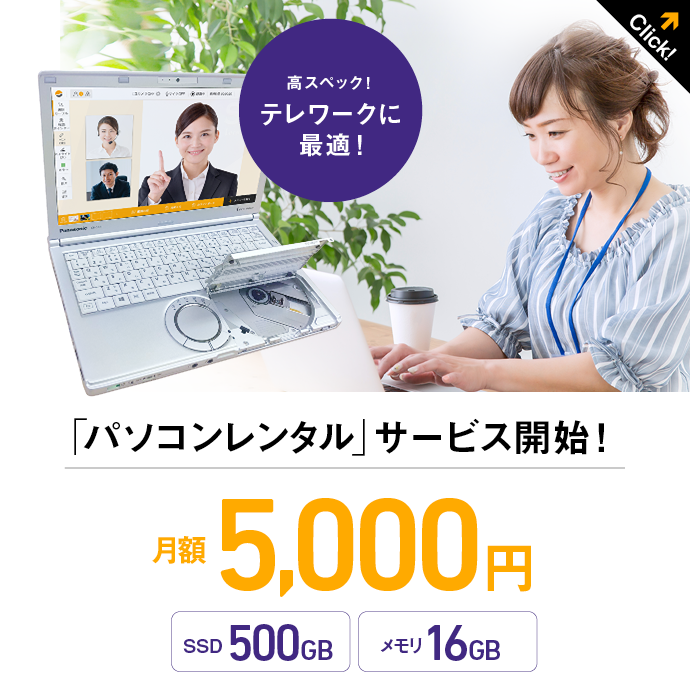 Click!
高スペック！
テレワークに
最適！
Panasonic
「パソコンレンタル」サービス開始！
月額 5,000円
SSD 500GB
メモリ 16GB